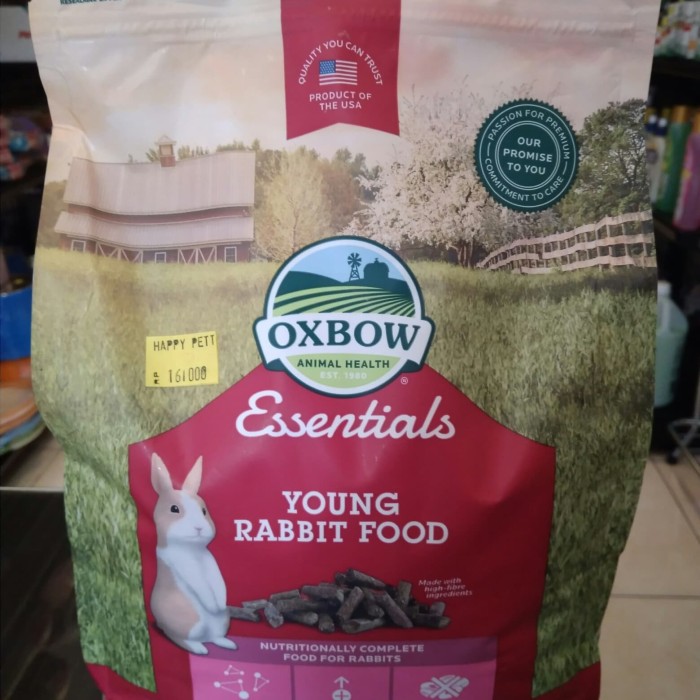 QUALITY YOU CAN TRUST
PRODUCT OF
THE USA
PASSION FOR PREMIUM
OUR
PROMISE
TO YOU
COMMITMENT TO CARE
OXBOW
ANIMAL HEALTH
EST. 1980
®
HAPPY PETT
RP 161000
Essentials
YOUNG
RABBIT FOOD
Made with
high-fibre
ingredients
NUTRITIONALLY COMPLETE
FOOD FOR RABBITS